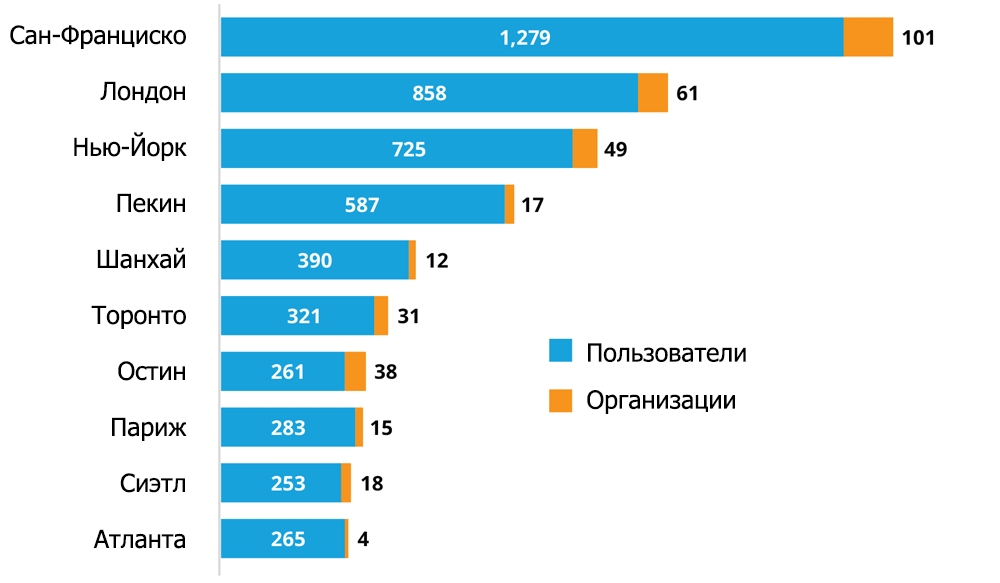 Сан-Франциско 1,279 101
Лондон 858 61
Нью-Йорк 725 49
Пекин 587 17
Шанхай 390 12
Торонто 321 31
Остин 261 38
Париж 283 15
Сиэтл 253 18
Атланта 265 4
Пользователи
Организации